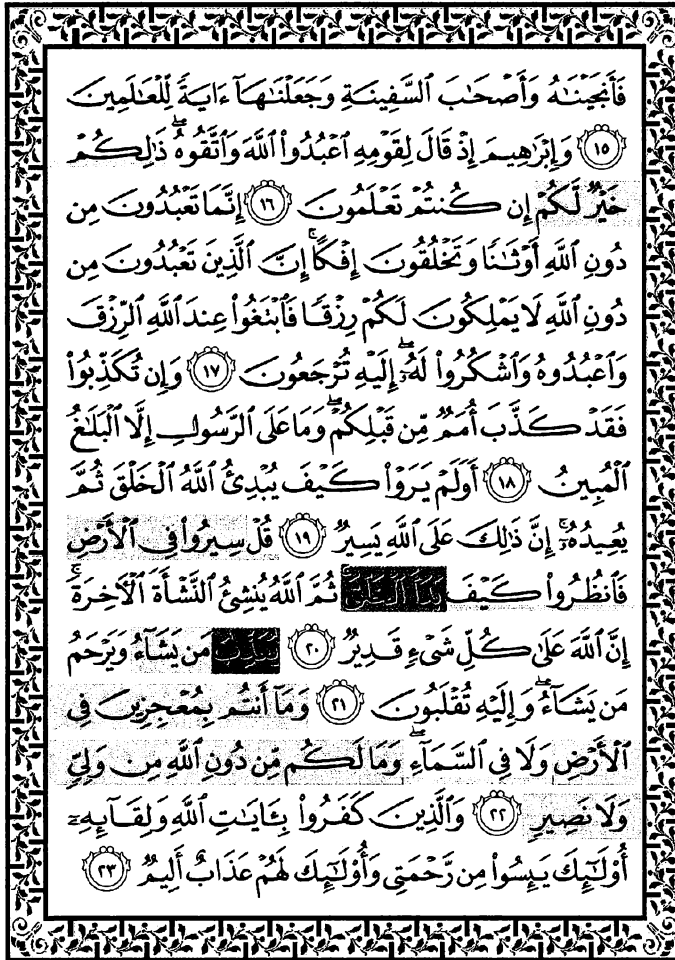 فَأَنجَيْنَٰهُ وَأَصْحَٰبَ ٱلسَّفِينَةِ وَجَعَلْنَٰهَآ ءَايَةً لِّلْعَٰلَمِينَ
١٥ وَإِبْرَٰهِيمَ إِذْ قَالَ لِقَوْمِهِ ٱعْبُدُوا۟ ٱللَّهَ وَٱتَّقُوهُ ۖ ذَٰلِكُمْ
خَيْرٌ لَّكُمْ إِن كُنتُمْ تَعْلَمُونَ ١٦ إِنَّمَا تَعْبُدُونَ مِن
دُونِ ٱللَّهِ أَوْثَٰنًا وَتَخْلُقُونَ إِفْكًا ۚ إِنَّ ٱلَّذِينَ تَعْبُدُونَ مِن
دُونِ ٱللَّهِ لَا يَمْلِكُونَ لَكُمْ رِزْقًا فَٱبْتَغُوا۟ عِندَ ٱللَّهِ ٱلرِّزْقَ
وَٱعْبُدُوهُ وَٱشْكُرُوا۟ لَهُۥٓ ۖ إِلَيْهِ تُرْجَعُونَ ١٧ وَإِن تُكَذِّبُوا۟
فَقَدْ كَذَّبَ أُمَمٌ مِّن قَبْلِكُمْ ۖ وَمَا عَلَى ٱلرَّسُولِ إِلَّا ٱلْبَلَٰغُ
ٱلْمُبِينُ ١٨ أَوَلَمْ يَرَوْا۟ كَيْفَ يُبْدِئُ ٱللَّهُ ٱلْخَلْقَ ثُمَّ
يُعِيدُهُۥٓ ۚ إِنَّ ذَٰلِكَ عَلَى ٱللَّهِ يَسِيرٌ ١٩ قُلْ سِيرُوا۟ فِى ٱلْأَرْضِ
فَٱنظُرُوا۟ كَيْفَ بَدَأَ ٱلْخَلْقَ ۚ ثُمَّ ٱللَّهُ يُنشِئُ ٱلنَّشْأَةَ ٱلْءَاخِرَةَ ۚ
إِنَّ ٱللَّهَ عَلَىٰ كُلِّ شَىْءٍ قَدِيرٌ ٢٠ يُعَذِّبُ مَن يَشَآءُ وَيَرْحَمُ
مَن يَشَآءُ ۖ وَإِلَيْهِ تُقْلَبُونَ ٢١ وَمَآ أَنتُم بِمُعْجِزِينَ فِى
ٱلْأَرْضِ وَلَا فِى ٱلسَّمَآءِ ۖ وَمَا لَكُم مِّن دُونِ ٱللَّهِ مِن وَلِىٍّ
وَلَا نَصِيرٍ ٢٢ وَٱلَّذِينَ كَفَرُوا۟ بِـَٔايَٰتِ ٱللَّهِ وَلِقَآئِهِۦٓ
أُو۟لَٰٓئِكَ يَئِسُوا۟ مِن رَّحْمَتِى وَأُو۟لَٰٓئِكَ لَهُمْ عَذَابٌ أَلِيمٌ ٢٣